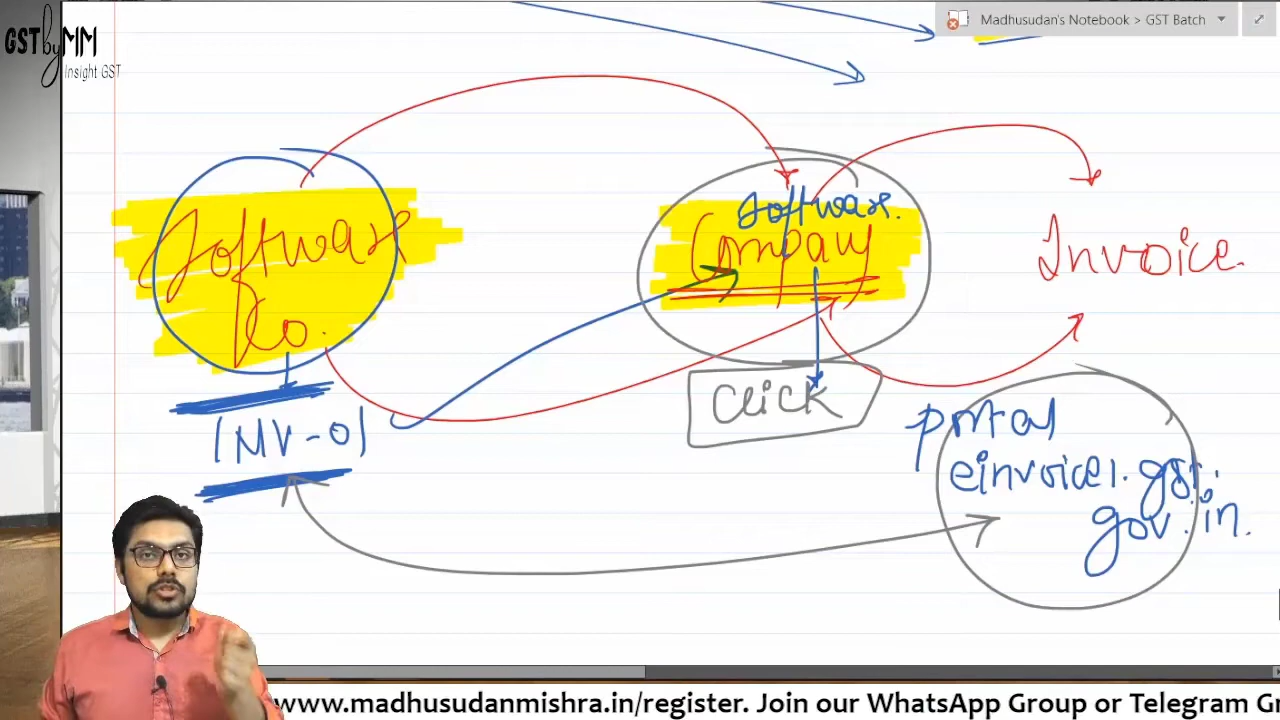 GST by MM
Insight GST
Madhusudan's Notebook > GST Batch
Software
Co.
Software.
Company
Invoice.
INV-01
Click
portal
einvoice1.gst.
gov.in.
www.madhusudanmishra.in/register. Join our WhatsApp Group or Telegram Gr